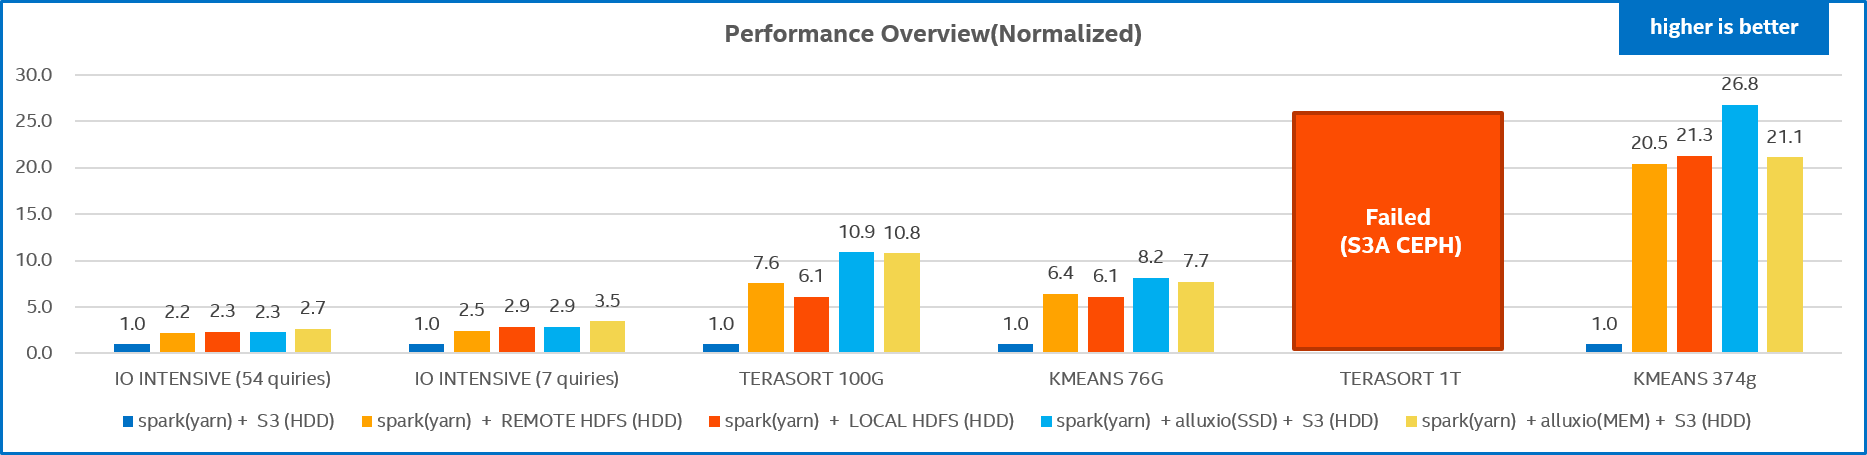 Performance Overview(Normalized)
higher is better
30.0
25.0
20.0
15.0
10.0
5.0
0.0
1.0 2.2 2.3 2.3 2.7
1.0 2.5 2.9 2.9 3.5
1.0 7.6 6.1 10.9 10.8
1.0 6.4 6.1 8.2 7.7
Failed
(S3A CEPH)
1.0 20.5 21.3 26.8 21.1
IO INTENSIVE (54 quiries)
IO INTENSIVE (7 quiries)
TERASORT 100G
KMEANS 76G
TERASORT 1T
KMEANS 374g
spark(yarn) + S3 (HDD)
spark(yarn) + REMOTE HDFS (HDD)
spark(yarn) + LOCAL HDFS (HDD)
spark(yarn) + alluxio(SSD) + S3 (HDD)
spark(yarn) + alluxio(MEM) + S3 (HDD)